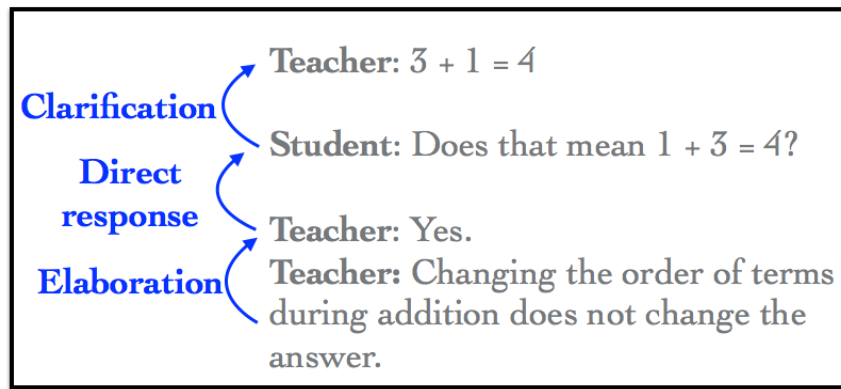 Teacher: 3 + 1 = 4
Clarification
Student: Does that mean 1 + 3 = 4?
Direct
response
Teacher: Yes.
Elaboration
Teacher: Changing the order of terms
during addition does not change the
answer.